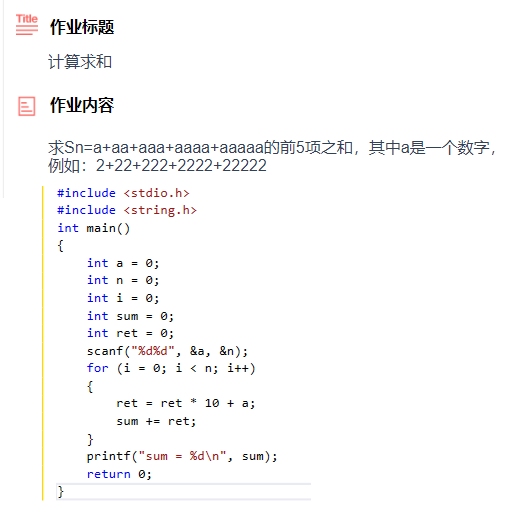 Title 作业标题
计算求和
作业内容
求Sn=a+aa+aaa+aaaa+aaaaa的前5项之和，其中a是一个数字，
例如：2+22+222+2222+22222
#include <stdio.h>
#include <string.h>
int main()
{
    int a = 0;
    int n = 0;
    int i = 0;
    int sum = 0;
    int ret = 0;
    scanf("%d%d", &a, &n);
    for (i = 0; i < n; i++)
    {
        ret = ret * 10 + a;
        sum += ret;
    }
    printf("sum = %d\n", sum);
    return 0;
}